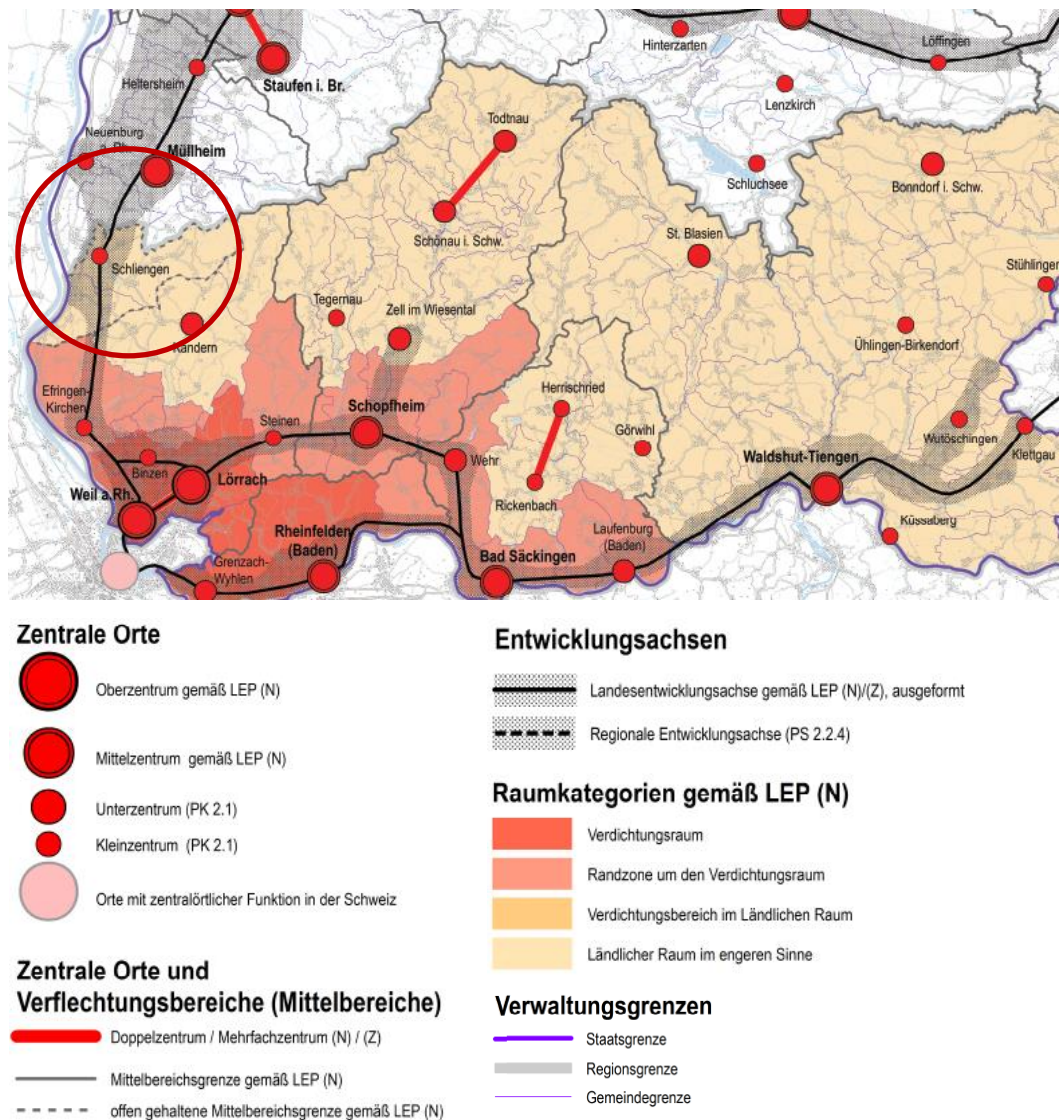 Hinterzarten
Löffingen
Heitersheim
Staufen i. Br.
Lenzkirch
Todtnau
Neuenburg
a. Rh.
Müllheim
Schluchsee
Bonndorf i. Schw.
Schönau i. Schw.
St. Blasien
Schliengen
Stühlingen
Tegernau
Zell im Wiesental
Kandern
Ühlingen-Birkendorf
Efringen-
Kirchen
Herrischried
Schopfheim
Steinen
Görwihl
Wutöschingen
Klettgau
Binzen
Wehr
Waldshut-Tiengen
Lörrach
Weil a.Rh.
Rickenbach
Küssaberg
Rheinfelden
(Baden)
Laufenburg
(Baden)
Bad Säckingen
Grenzach-
Wyhlen
Zentrale Orte
Oberzentrum gemäß LEP (N)
Mittelzentrum gemäß LEP (N)
Unterzentrum (PK 2.1)
Kleinzentrum (PK 2.1)
Orte mit zentralörtlicher Funktion in der Schweiz
Zentrale Orte und
Verflechtungsbereiche (Mittelbereiche)
Doppelzentrum / Mehrfachzentrum (N) / (Z)
Mittelbereichsgrenze gemäß LEP (N)
offen gehaltene Mittelbereichsgrenze gemäß LEP (N)
Entwicklungsachsen
Landesentwicklungsachse gemäß LEP (N)/(Z), ausgeformt
Regionale Entwicklungsachse (PS 2.2.4)
Raumkategorien gemäß LEP (N)
Verdichtungsraum
Randzone um den Verdichtungsraum
Verdichtungsbereich im Ländlichen Raum
Ländlicher Raum im engeren Sinne
Verwaltungsgrenzen
Staatsgrenze
Regionsgrenze
Gemeindegrenze